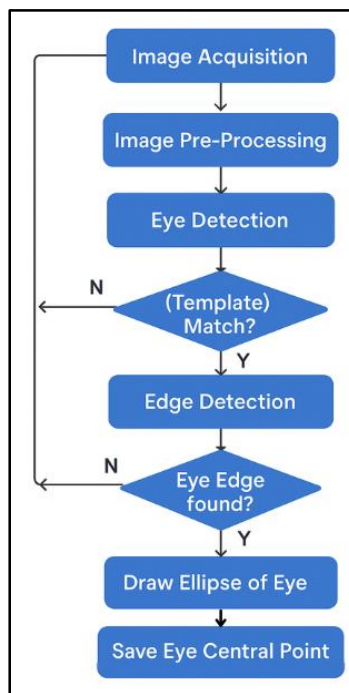 Image Acquisition
Image Pre-Processing
Eye Detection
N
(Template)
Match?
Y
Edge Detection
N
Eye Edge
found?
Y
Draw Ellipse of Eye
Save Eye Central Point